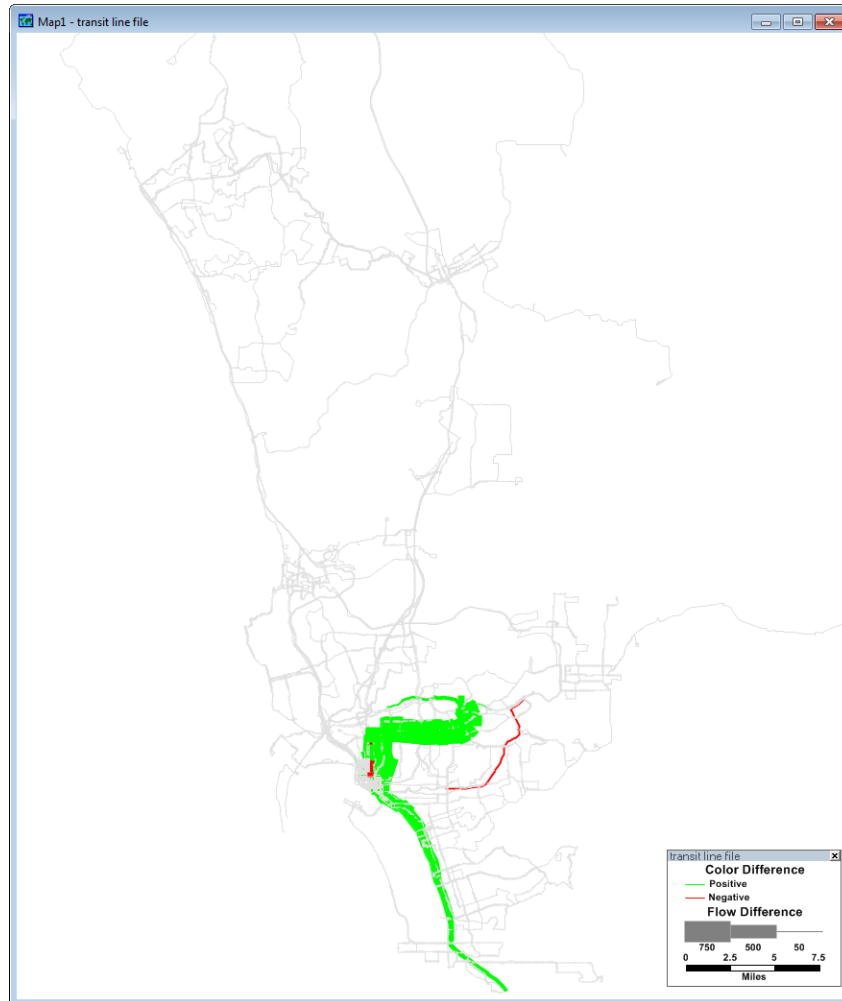 Map1 - transit line file
transit line file
Color Difference
Positive
Negative
Flow Difference
750 500 50
0 2.5 5 7.5
Miles